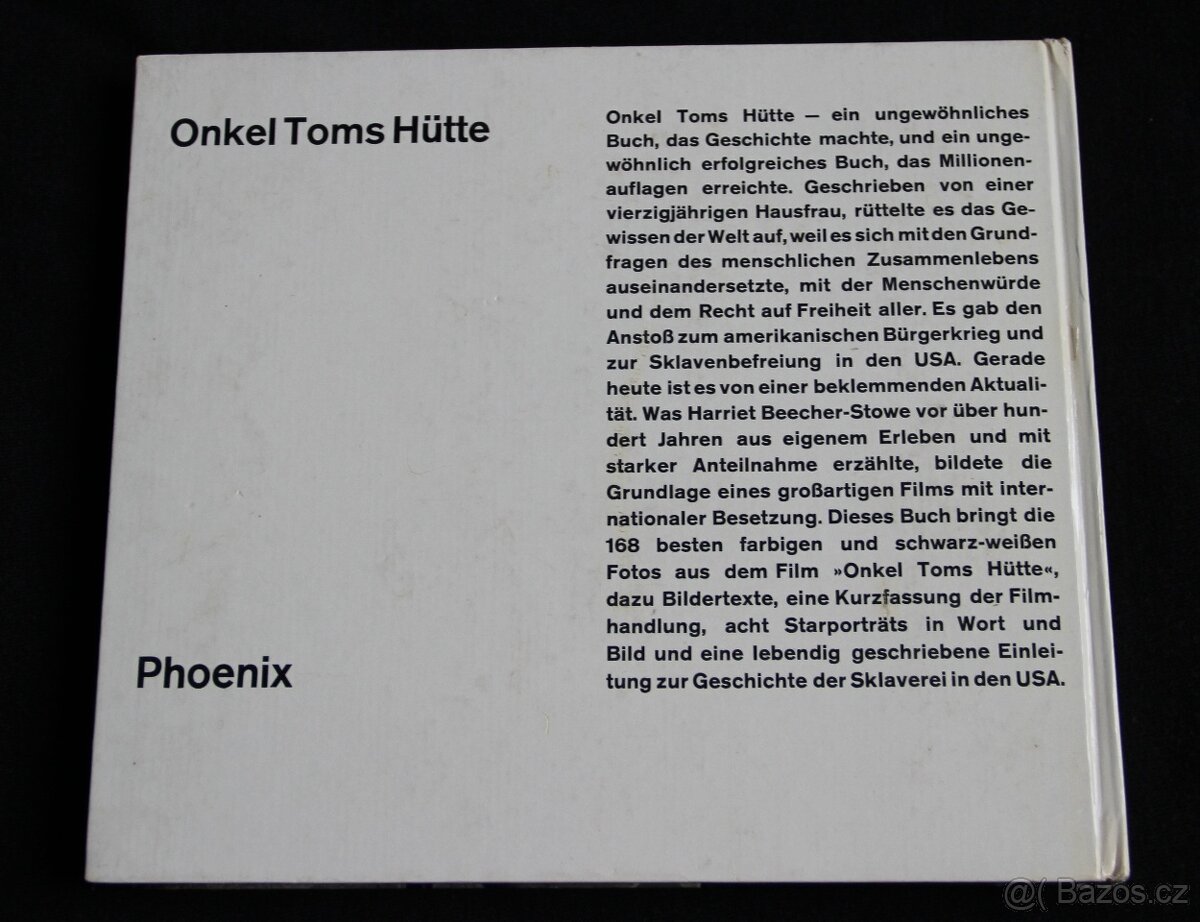 Onkel Toms Hütte
Onkel Toms Hütte — ein ungewöhnliches
Buch, das Geschichte machte, und ein unge-
wöhnlich erfolgreiches Buch, das Millionen-
auflagen erreichte. Geschrieben von einer
vierzigjährigen Hausfrau, rüttelte es das Ge-
wissen der Welt auf, weil es sich mit den Grund-
fragen des menschlichen Zusammenlebens
auseinandersetzte, mit der Menschenwürde
und dem Recht auf Freiheit aller. Es gab den
Anstoß zum amerikanischen Bürgerkrieg und
zur Sklavenbefreiung in den USA. Gerade
heute ist es von einer beklemmenden Aktuali-
tät. Was Harriet Beecher-Stowe vor über hun-
dert Jahren aus eigenem Erleben und mit
starker Anteilnahme erzählte, bildete die
Grundlage eines großartigen Films mit inter-
nationaler Besetzung. Dieses Buch bringt die
168 besten farbigen und schwarz-weißen
Fotos aus dem Film »Onkel Toms Hütte«,
dazu Bildertexte, eine Kurzfassung der Film-
handlung, acht Starporträts in Wort und
Bild und eine lebendig geschriebene Einlei-
tung zur Geschichte der Sklaverei in den USA.
Phoenix
@( Bazos.cz